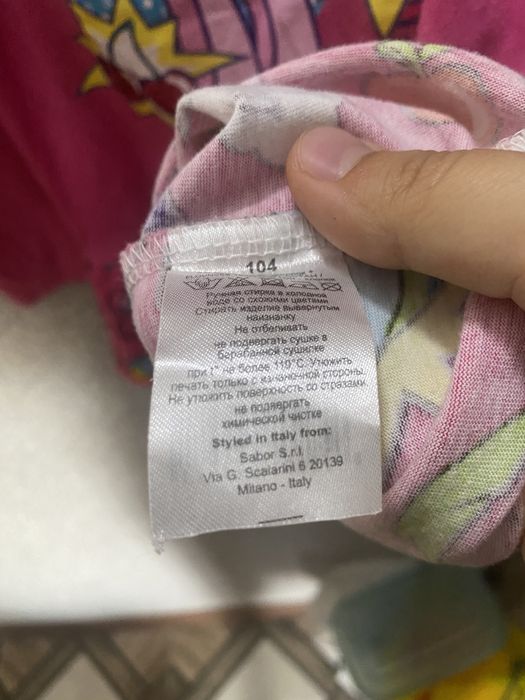 104
Ручная стирка в холодной
воде со схожими цветами
Стирать изделие вывернутым
наизнанку
Не отбеливать
не подвергать сушке в
барабанной сушилке
при t° не более 110°C. Утюжить
печать только с изнаночной стороны.
Не утюжить поверхность со стразами.
не подвергать
химической чистке
Styled in Italy from:
Sabor S.r.l.
Via G. Scalarini 6 20139
Milano - Italy